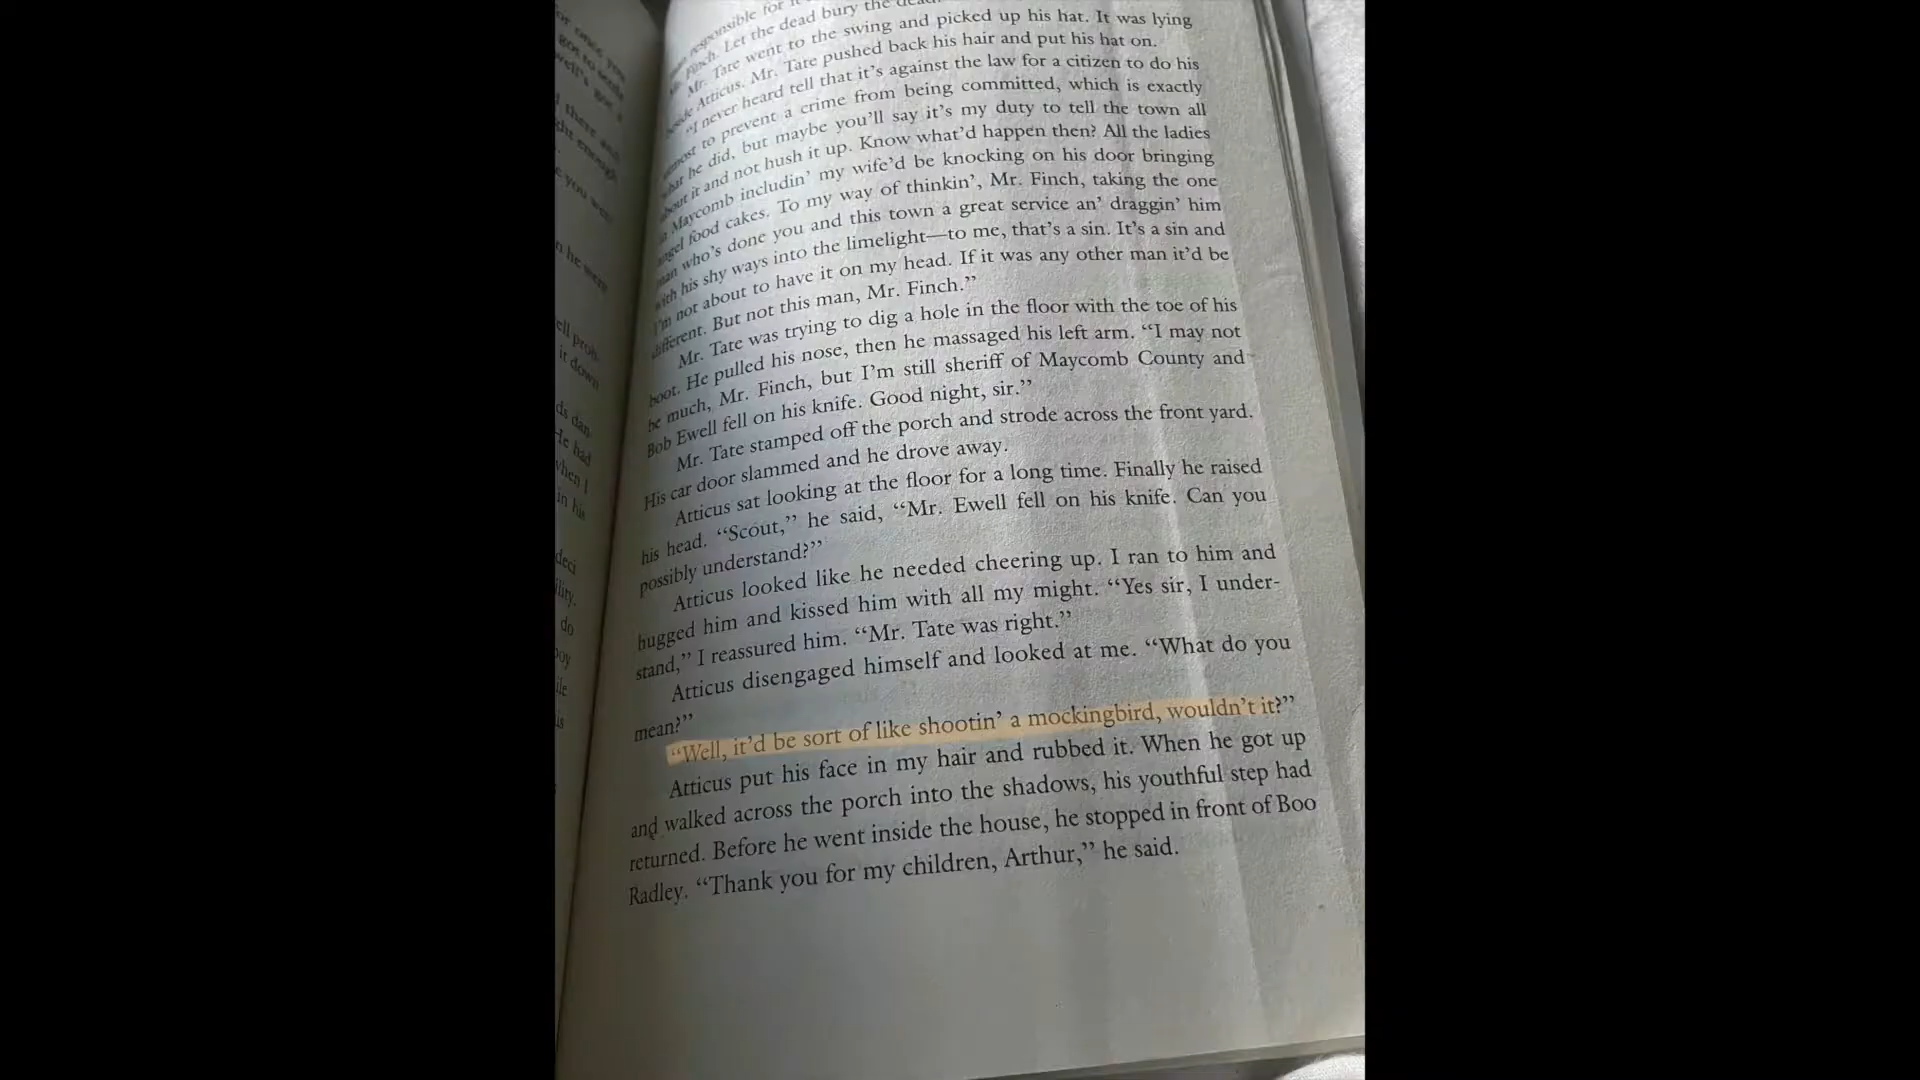 responsible for it
Finch. Let the dead bury the dead
Mr. Tate went to the swing and picked up his hat. It was lying
beside Atticus. Mr. Tate pushed back his hair and put his hat on.
“I never heard tell that it’s against the law for a citizen to do his
utmost to prevent a crime from being committed, which is exactly
what he did, but maybe you’ll say it’s my duty to tell the town all
about it and not hush it up. Know what’d happen then? All the ladies
in Maycomb includin’ my wife’d be knocking on his door bringing
angel food cakes. To my way of thinkin’, Mr. Finch, taking the one
man who’s done you and this town a great service an’ draggin’ him
with his shy ways into the limelight—to me, that’s a sin. It’s a sin and
I’m not about to have it on my head. If it was any other man it’d be
different. But not this man, Mr. Finch.”
Mr. Tate was trying to dig a hole in the floor with the toe of his
boot. He pulled his nose, then he massaged his left arm. “I may not
be much, Mr. Finch, but I’m still sheriff of Maycomb County and
Bob Ewell fell on his knife. Good night, sir.”
Mr. Tate stamped off the porch and strode across the front yard.
His car door slammed and he drove away.
Atticus sat looking at the floor for a long time. Finally he raised
his head. “Scout,” he said, “Mr. Ewell fell on his knife. Can you
possibly understand?”
Atticus looked like he needed cheering up. I ran to him and
hugged him and kissed him with all my might. “Yes sir, I under-
stand,” I reassured him. “Mr. Tate was right.”
Atticus disengaged himself and looked at me. “What do you
mean?”
“Well, it’d be sort of like shootin’ a mockingbird, wouldn’t it?”
Atticus put his face in my hair and rubbed it. When he got up
and walked across the porch into the shadows, his youthful step had
returned. Before he went inside the house, he stopped in front of Boo
Radley. “Thank you for my children, Arthur,” he said.